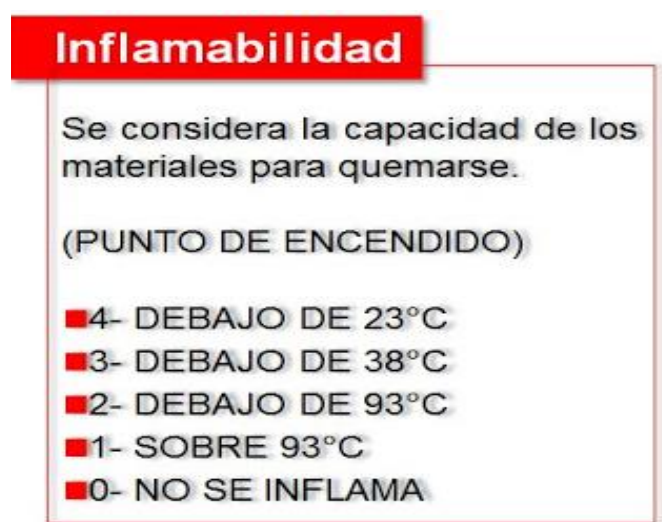 Inflamabilidad
Se considera la capacidad de los
materiales para quemarse.
(PUNTO DE ENCENDIDO)
4- DEBAJO DE 23°C
3- DEBAJO DE 38°C
2- DEBAJO DE 93°C
1- SOBRE 93°C
0- NO SE INFLAMA